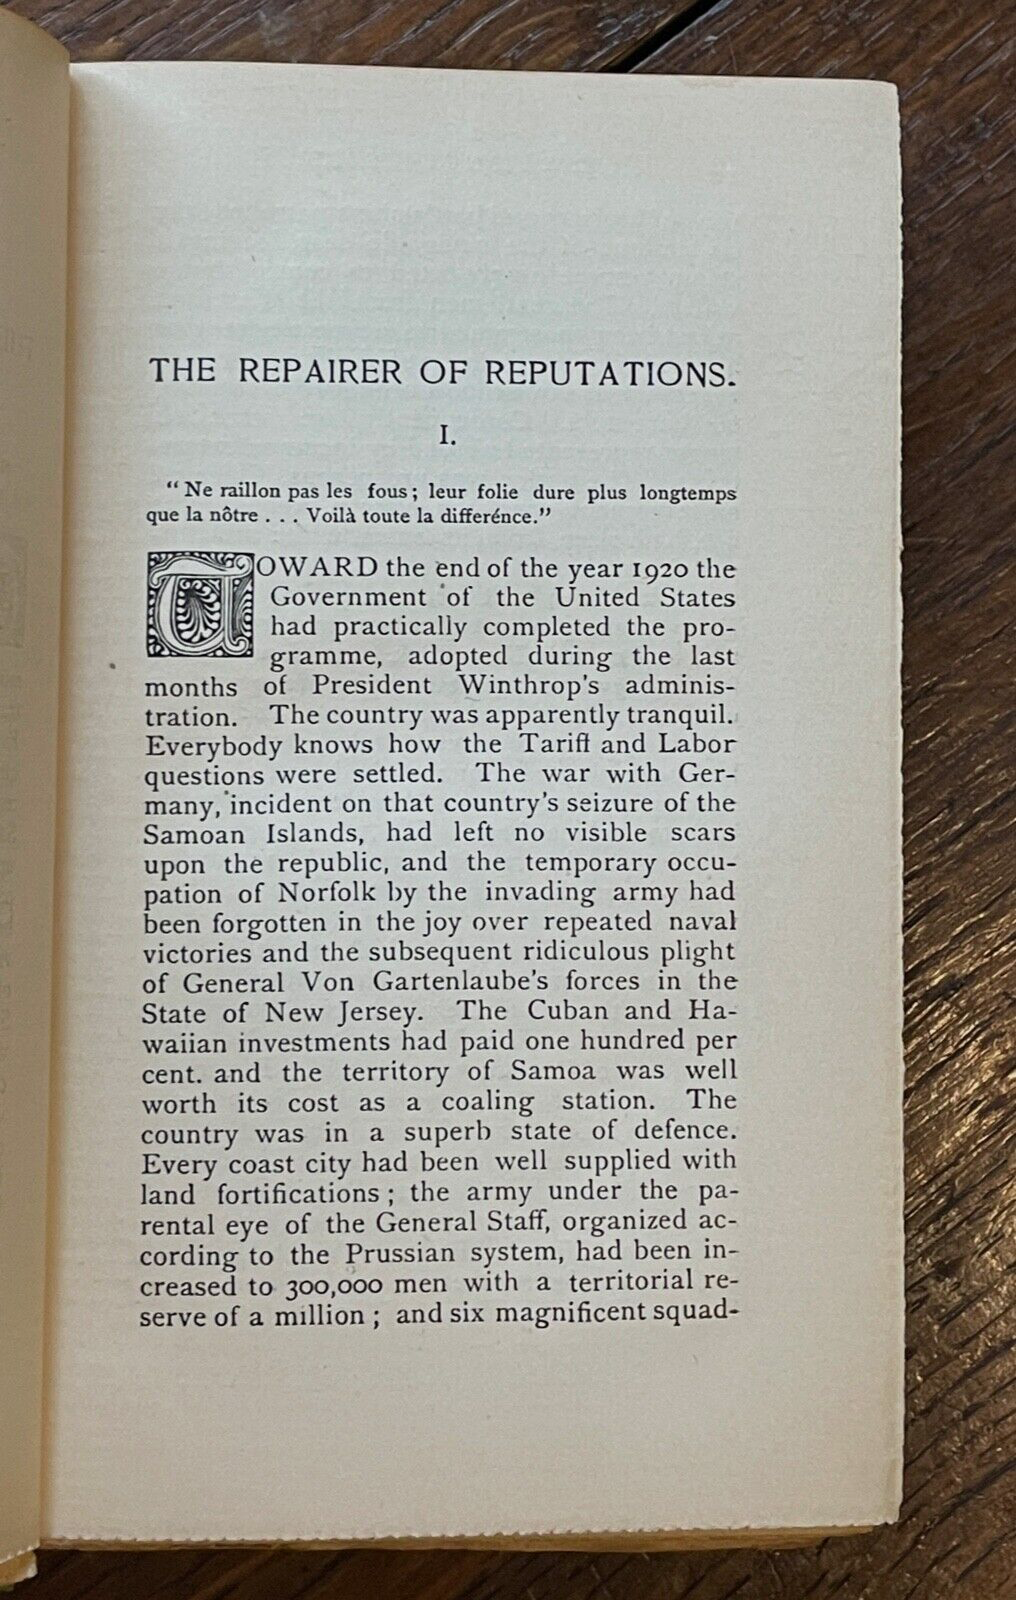 THE REPAIRER OF REPUTATIONS.
I.
"Ne raillon pas les fous; leur folie dure plus longtemps
que la nôtre . . . Voilà toute la differénce."
TOWARD the end of the year 1920 the
Government of the United States
had practically completed the pro-
gramme, adopted during the last
months of President Winthrop's adminis-
tration. The country was apparently tranquil.
Everybody knows how the Tariff and Labor
questions were settled. The war with Ger-
many, incident on that country's seizure of the
Samoan Islands, had left no visible scars
upon the republic, and the temporary occu-
pation of Norfolk by the invading army had
been forgotten in the joy over repeated naval
victories and the subsequent ridiculous plight
of General Von Gartenlaube's forces in the
State of New Jersey. The Cuban and Ha-
waiian investments had paid one hundred per
cent. and the territory of Samoa was well
worth its cost as a coaling station. The
country was in a superb state of defence.
Every coast city had been well supplied with
land fortifications; the army under the pa-
rental eye of the General Staff, organized ac-
cording to the Prussian system, had been in-
creased to 300,000 men with a territorial re-
serve of a million; and six magnificent squad-